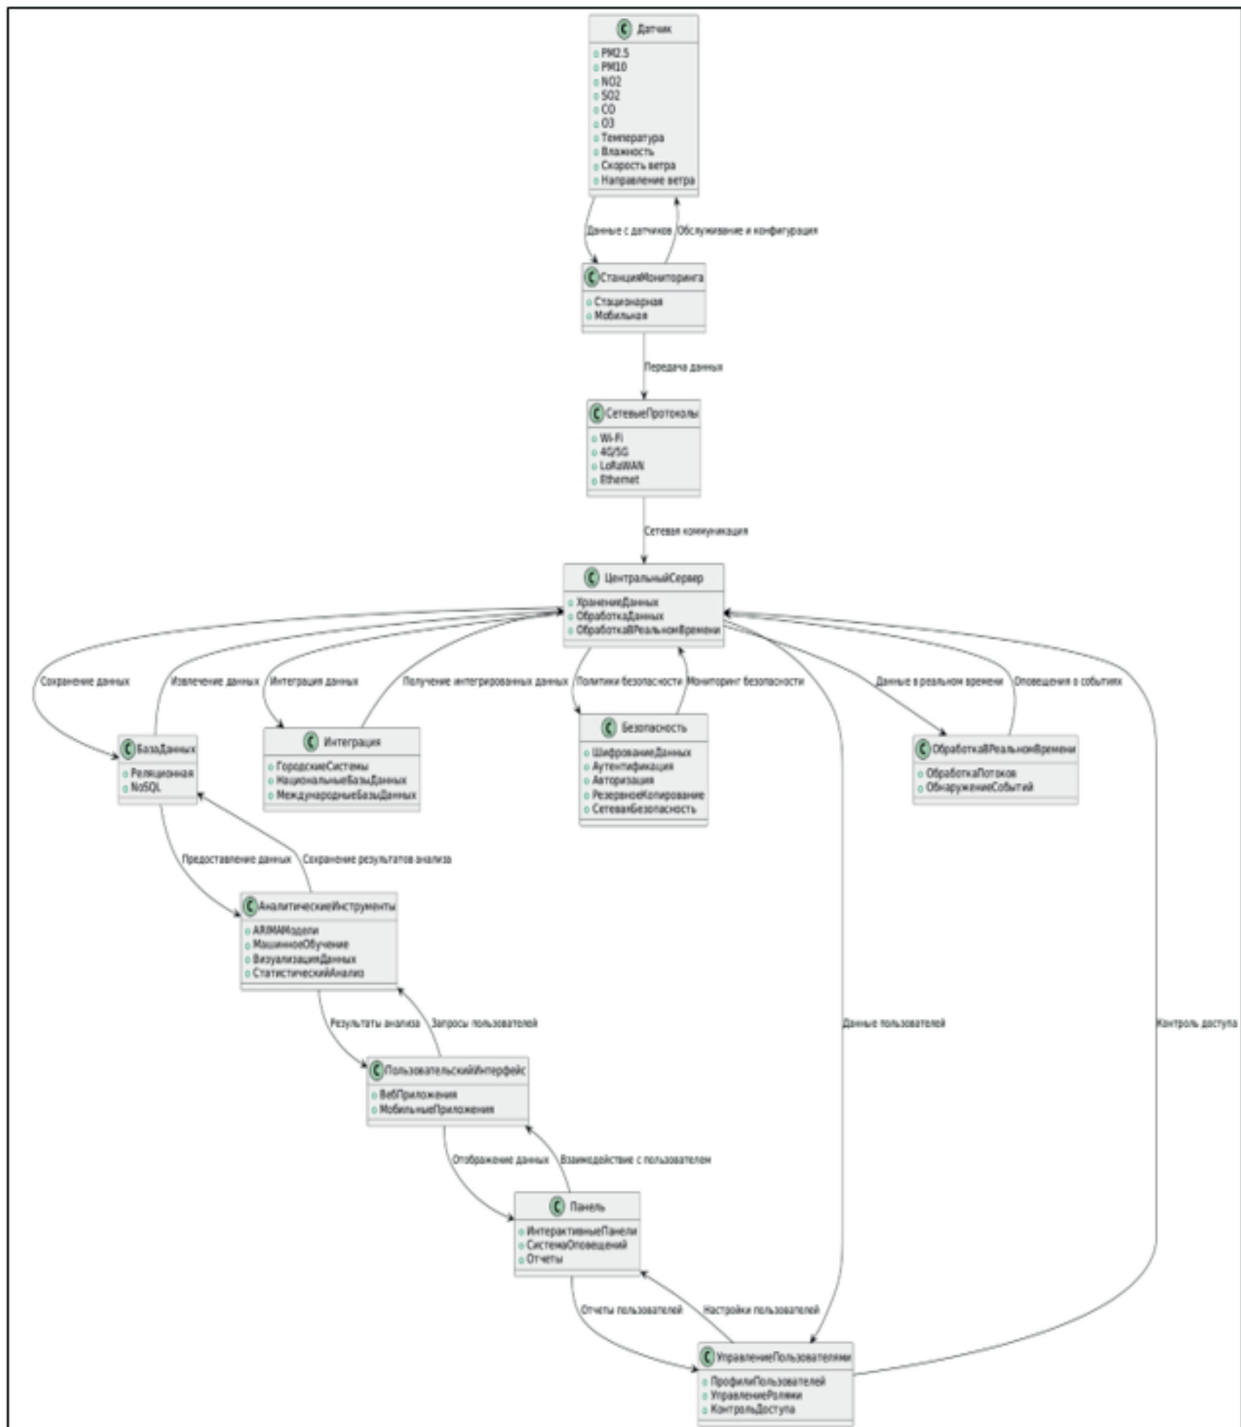 C Датчик
PM2.5
PM10
NO2
SO2
CO
O3
Температура
Влажность
Скорость ветра
Направление ветра
Данные с датчиков
Обслуживание и конфигурация
C СтанцияМониторинга
Стационарная
Мобильная
Передача данных
C СетевыеПротоколы
Wi-Fi
4G/5G
LoRaWAN
Ethernet
Сетевая коммуникация
C ЦентральныйСервер
ХранениеДанных
ОбработкаДанных
ОбработкаВРеальномВремени
Сохранение данных
Извлечение данных
Интеграция данных
Получение интегрированных данных
Политики безопасности
Мониторинг безопасности
Данные в реальном времени
Оповещения о событиях
C БазаДанных
Реляционная
NoSQL
C Интеграция
ГородскиеСистемы
НациональныеБазыДанных
МеждународныеБазыДанных
C Безопасность
ШифрованиеДанных
Аутентификация
Авторизация
РезервноеКопирование
СетеваяБезопасность
C ОбработкаВРеальномВремени
ОбработкаПотоков
ОбнаружениеСобытий
Предоставление данных
Сохранение результатов анализа
C АналитическиеИнструменты
ARIMAМодели
МашинноеОбучение
ВизуализацияДанных
СтатистическийАнализ
Результаты анализа
Запросы пользователей
Данные пользователей
Контроль доступа
C ПользовательскийИнтерфейс
ВебПриложения
МобильныеПриложения
Отображение данных
Взаимодействие с пользователем
C Панель
ИнтерактивныеПанели
СистемаОповещений
Отчеты
Отчеты пользователей
Настройки пользователей
C УправлениеПользователями
ПрофилиПользователей
УправлениеРолями
КонтрольДоступа